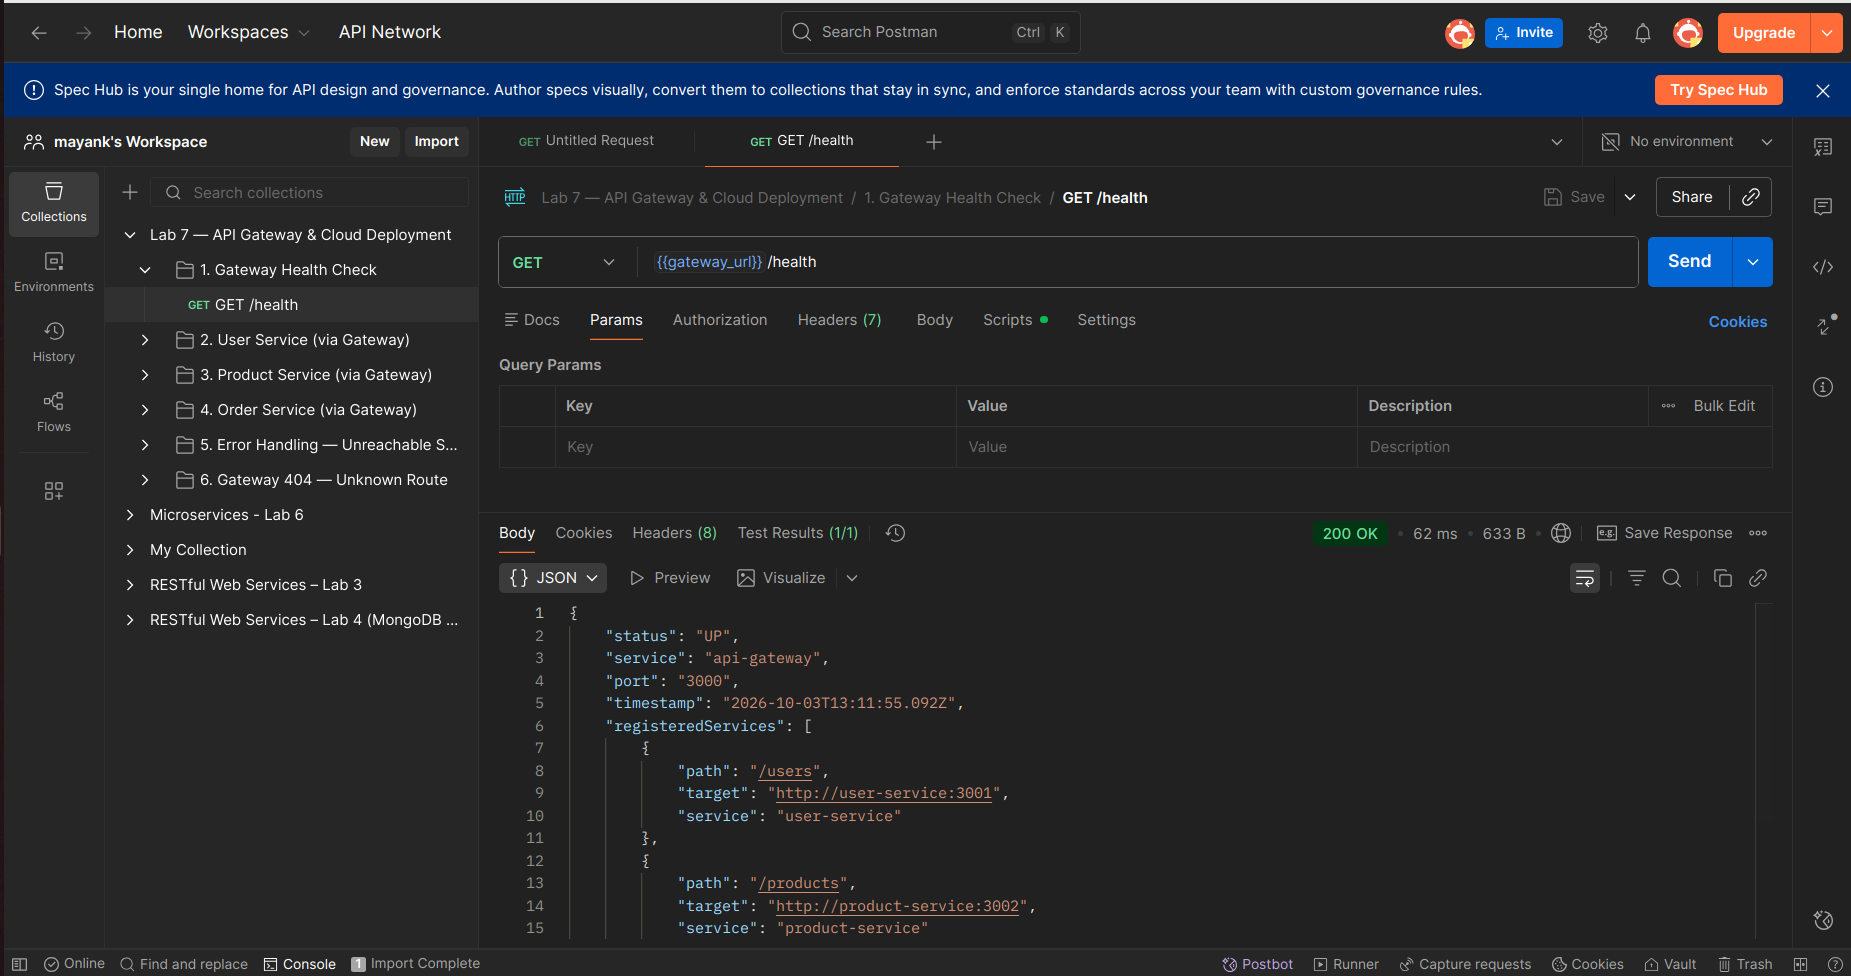 Home Workspaces API Network Search Postman Ctrl K Invite Upgrade
Spec Hub is your single home for API design and governance. Author specs visually, convert them to collections that stay in sync, and enforce standards across your team with custom governance rules. Try Spec Hub
mayank's Workspace New Import
GET Untitled Request GET GET /health No environment
Collections
Environments
History
Flows
Search collections
Lab 7 — API Gateway & Cloud Deployment
1. Gateway Health Check
GET GET /health
2. User Service (via Gateway)
3. Product Service (via Gateway)
4. Order Service (via Gateway)
5. Error Handling — Unreachable S...
6. Gateway 404 — Unknown Route
Microservices - Lab 6
My Collection
RESTful Web Services – Lab 3
RESTful Web Services – Lab 4 (MongoDB ...
HTTP Lab 7 — API Gateway & Cloud Deployment / 1. Gateway Health Check / GET /health Save Share
GET {{gateway_url}} /health Send
Docs Params Authorization Headers (7) Body Scripts Settings Cookies
Query Params
Key Value Description Bulk Edit
Key Value Description
Body Cookies Headers (8) Test Results (1/1) 200 OK 62 ms 633 B e.g. Save Response
{} JSON Preview Visualize
1 {
2 "status": "UP",
3 "service": "api-gateway",
4 "port": "3000",
5 "timestamp": "2026-10-03T13:11:55.092Z",
6 "registeredServices": [
7 {
8 "path": "/users",
9 "target": "http://user-service:3001",
10 "service": "user-service"
11 },
12 {
13 "path": "/products",
14 "target": "http://product-service:3002",
15 "service": "product-service"
Online Find and replace Console 1 Import Complete Postbot Runner Capture requests Cookies Vault Trash